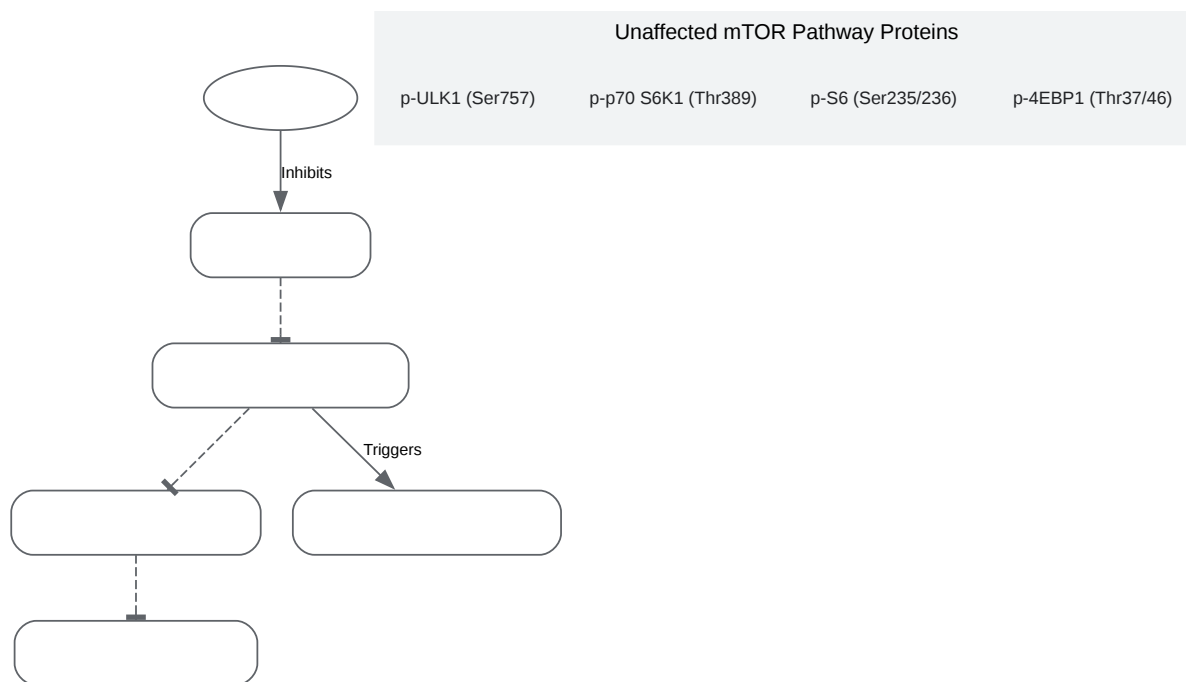 Unaffected mTOR Pathway Proteins
p-ULK1 (Ser757) p-p70 S6K1 (Thr389) p-S6 (Ser235/236) p-4EBP1 (Thr37/46)
Inhibits
Triggers